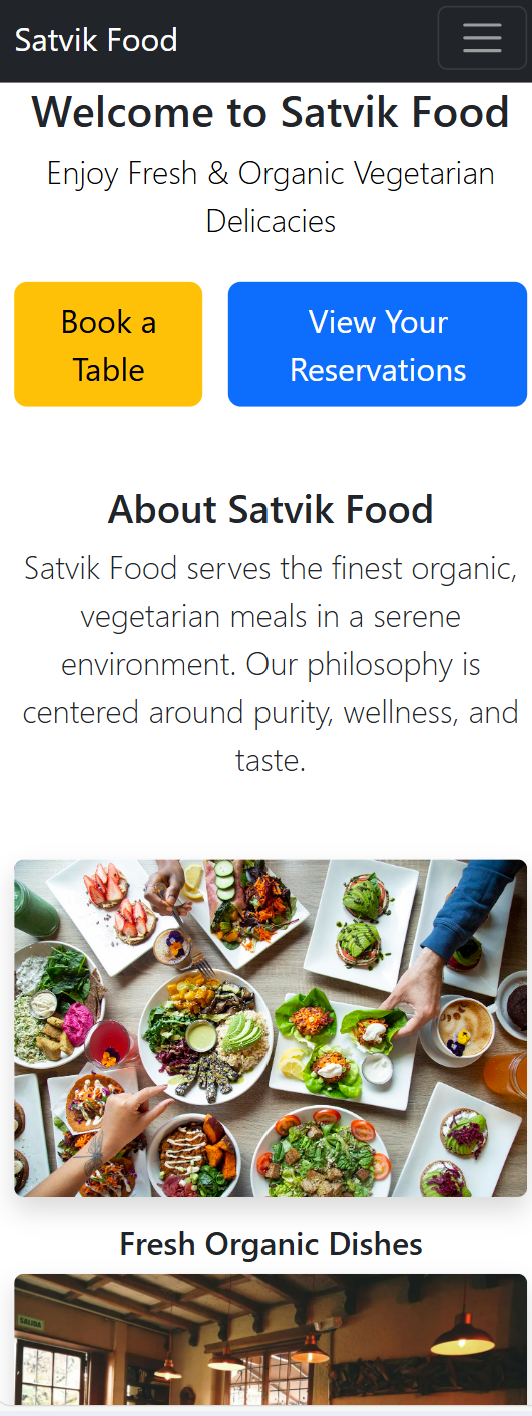 Satvik Food
Welcome to Satvik Food
Enjoy Fresh & Organic Vegetarian
Delicacies
Book a
Table
View Your
Reservations
About Satvik Food
Satvik Food serves the finest organic,
vegetarian meals in a serene
environment. Our philosophy is
centered around purity, wellness, and
taste.
Fresh Organic Dishes
SALIDA